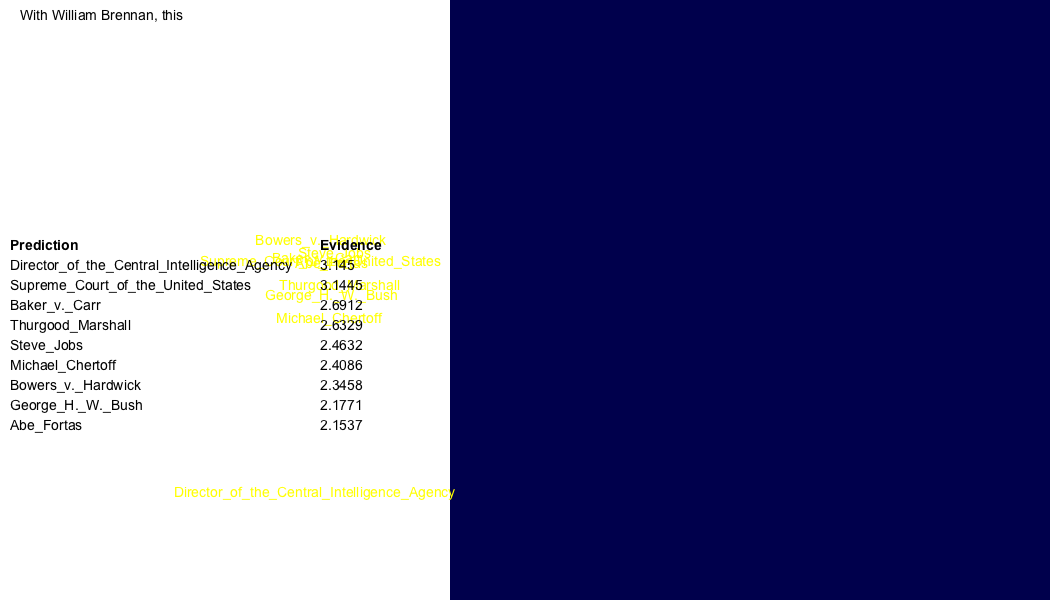 With William Brennan, this
Bowers_v._Hardwick
Prediction Evidence
Steve_Jobs
Supreme_Court_of_the_United_States
Director_of_the_Central_Intelligence_Agency 3.145
Supreme_Court_of_the_United_States 3.1445
Thurgood_Marshall
George_H._W._Bush
Baker_v._Carr 2.6912
Michael_Chertoff
Thurgood_Marshall 2.6329
Steve_Jobs 2.4632
Michael_Chertoff 2.4086
Bowers_v._Hardwick 2.3458
George_H._W._Bush 2.1771
Abe_Fortas 2.1537
Director_of_the_Central_Intelligence_Agency